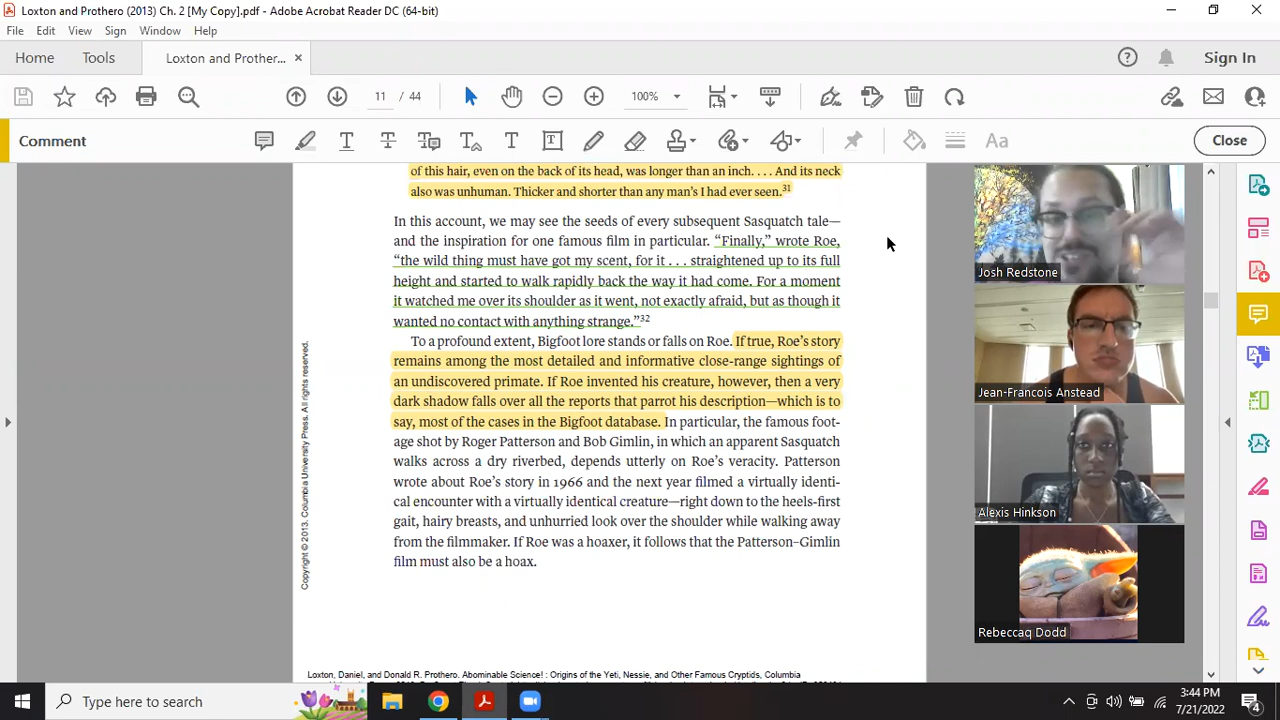 Loxton and Prothero (2013) Ch. 2 [My Copy].pdf - Adobe Acrobat Reader DC (64-bit)
File Edit View Sign Window Help
Home Tools Loxton and Prother... × Sign In
11 / 44 100%
Comment Close
of this hair, even on the back of its head, was longer than an inch. . . . And its neck
also was unhuman. Thicker and shorter than any man's I had ever seen.31
In this account, we may see the seeds of every subsequent Sasquatch tale—
and the inspiration for one famous film in particular. “Finally,” wrote Roe,
“the wild thing must have got my scent, for it . . . straightened up to its full
height and started to walk rapidly back the way it had come. For a moment
it watched me over its shoulder as it went, not exactly afraid, but as though it
wanted no contact with anything strange.”32
To a profound extent, Bigfoot lore stands or falls on Roe. If true, Roe's story
remains among the most detailed and informative close-range sightings of
an undiscovered primate. If Roe invented his creature, however, then a very
dark shadow falls over all the reports that parrot his description—which is to
say, most of the cases in the Bigfoot database. In particular, the famous foot-
age shot by Roger Patterson and Bob Gimlin, in which an apparent Sasquatch
walks across a dry riverbed, depends utterly on Roe's veracity. Patterson
wrote about Roe's story in 1966 and the next year filmed a virtually identi-
cal encounter with a virtually identical creature—right down to the heels-first
gait, hairy breasts, and unhurried look over the shoulder while walking away
from the filmmaker. If Roe was a hoaxer, it follows that the Patterson–Gimlin
film must also be a hoax.
Copyright © 2013. Columbia University Press. All rights reserved.
Loxton, Daniel, and Donald R. Prothero. Abominable Science! : Origins of the Yeti, Nessie, and Other Famous Cryptids, Columbia
Josh Redstone
Jean-Francois Anstead
Alexis Hinkson
Rebeccaq Dodd
Type here to search
3:44 PM
7/21/2022
4